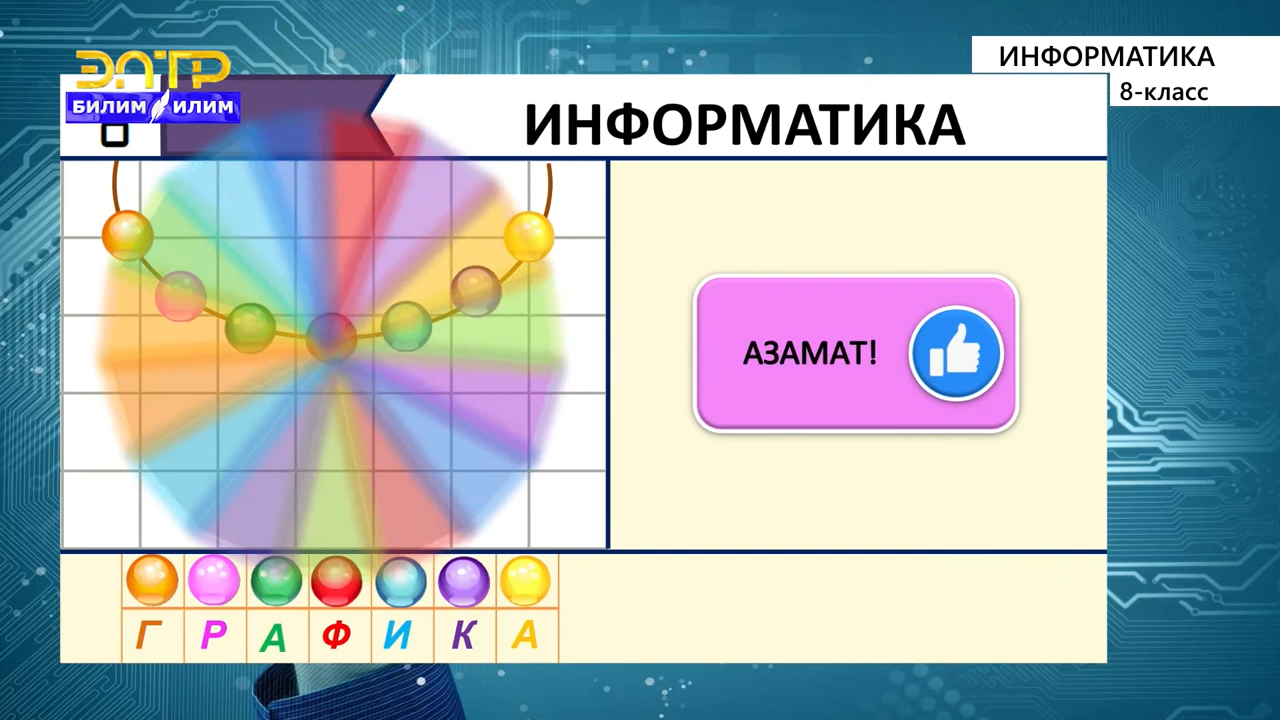 ЭЛТР
БИЛИМ ИЛИМ
ИНФОРМАТИКА
8-класс
ИНФОРМАТИКА
АЗАМАТ!
Г Р А Ф И К А